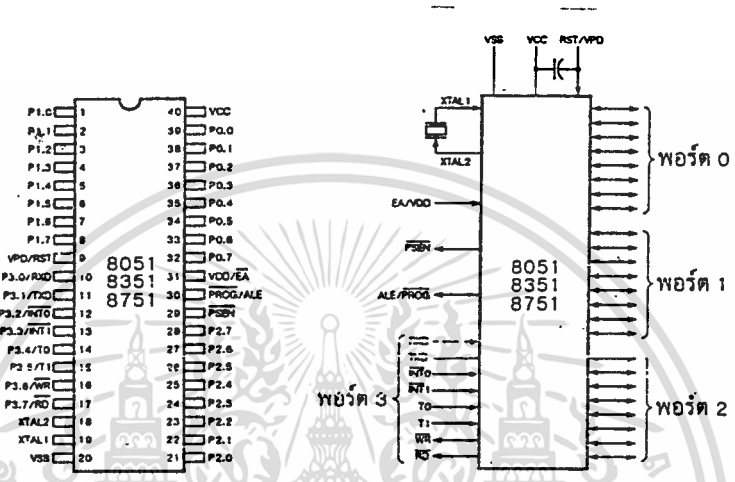 P1.0 1 40 VCC
P1.1 2 39 P0.0
P1.2 3 38 P0.1
P1.3 4 37 P0.2
P1.4 5 36 P0.3
P1.5 6 35 P0.4
P1.6 7 34 P0.5
P1.7 8 33 P0.6
VPD/RST 9 32 P0.7
P3.0/RXD 10 31 VDD/EA
P3.1/TXD 11 30 PROG/ALE
P3.2/INT0 12 29 PSEN
P3.3/INT1 13 28 P2.7
P3.4/T0 14 27 P2.6
P3.5/T1 15 26 P2.5
P3.6/WR 16 25 P2.4
P3.7/RD 17 24 P2.3
XTAL2 18 23 P2.2
XTAL1 19 22 P2.1
VSS 20 21 P2.0
8051
8351
8751
VSS VCC RST/VPD
XTAL1
XTAL2
EA/VDD
PSEN
ALE/PROG
INT0
INT1
T0
T1
WR
RD
พอร์ต 3
8051
8351
8751
พอร์ต 0
พอร์ต 1
พอร์ต 2